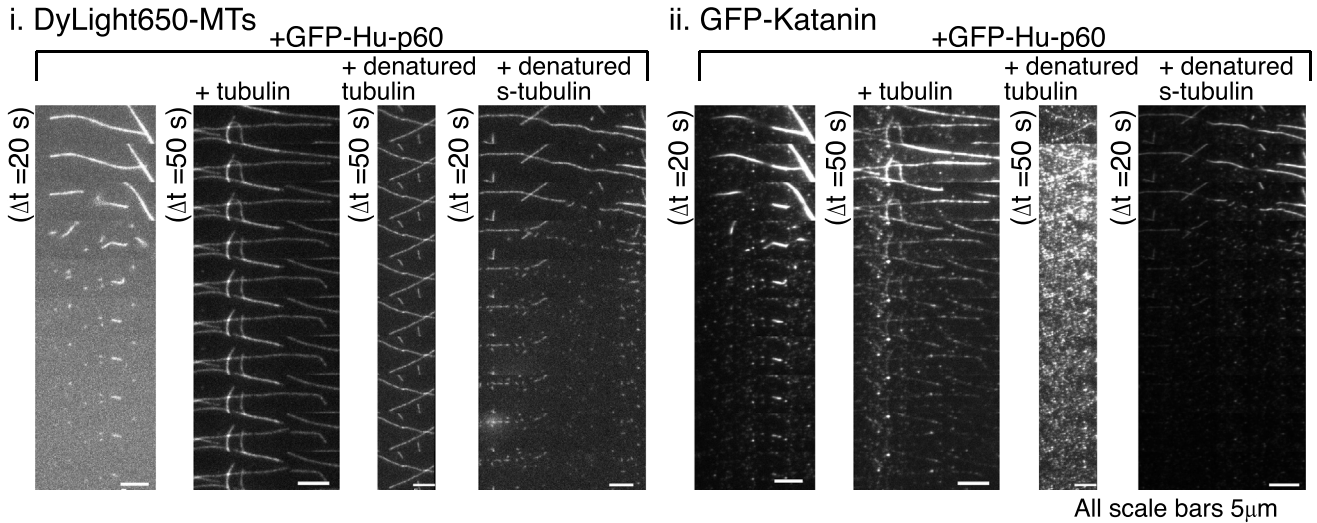 i. DyLight650-MTs
+GFP-Hu-p60
+ tubulin
+ denatured
tubulin
+ denatured
s-tubulin
(Δt =20 s)
(Δt =50 s)
(Δt =50 s)
(Δt =20 s)
ii. GFP-Katanin
+GFP-Hu-p60
+ tubulin
+ denatured
tubulin
+ denatured
s-tubulin
(Δt =20 s)
(Δt =50 s)
(Δt =50 s)
(Δt =20 s)
All scale bars 5μm